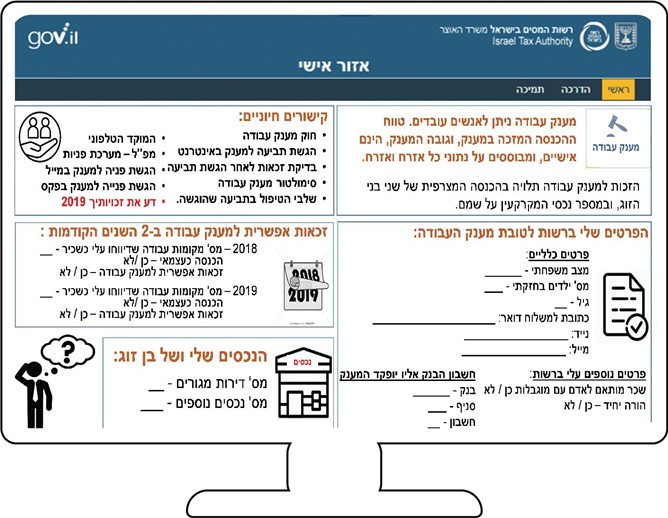 gov.il
רשות המסים בישראל משרד האוצר
Israel Tax Authority
אזור אישי
ראשי
הדרכה
תמיכה
מענק עבודה ניתן לאנשים עובדים. טווח
ההכנסה המזכה במענק, וגובה המענק, הינם
אישיים, ומבוססים על נתוני כל אזרח ואזרח.
מענק עבודה
הזכות למענק עבודה תלויה בהכנסה המצרפית של שני בני
הזוג, ובמספר נכסי המקרקעין על שמם.
קישורים חיוניים:
• חוק מענק עבודה
• הגשת תביעה למענק באינטרנט
• בדיקת זכאות לאחר הגשת תביעה
• סימולטור מענק עבודה
• שלבי הטיפול בתביעה שהוגשה.
• המוקד הטלפוני
• מפ"ל – מערכת פניות
• הגשת פניה למענק במייל
• הגשת פנייה למענק בפקס
• דע את זכויותיך 2019
הפרטים שלי ברשות לטובת מענק העבודה:
פרטים כלליים:
מצב משפחתי - ____
מס' ילדים בחזקתי - __
גיל - __
כתובת למשלוח דואר: ____
נייד: ____
מייל: ____
פרטים נוספים עלי ברשות:
שכר מותאם לאדם עם מוגבלות כן / לא
הורה יחיד – כן / לא
חשבון הבנק אליו יופקד המענק
בנק - ____
סניף - ___
חשבון - __
זכאות אפשרית למענק עבודה ב-2 השנים הקודמות :
2018 – מס' מקומות עבודה שדיווחו עלי כשכיר - __
הכנסה כעצמאי – כן /לא
זכאות אפשרית למענק עבודה – כן / לא
2019 – מס' מקומות עבודה שדיווחו עלי כשכיר - __
הכנסה כעצמאי – כן /לא
זכאות אפשרית למענק עבודה – כן / לא
2018
2019
הנכסים שלי ושל בן זוג:
נכסים
מס' דירות מגורים - ___
מס' נכסים נוספים - ___
?